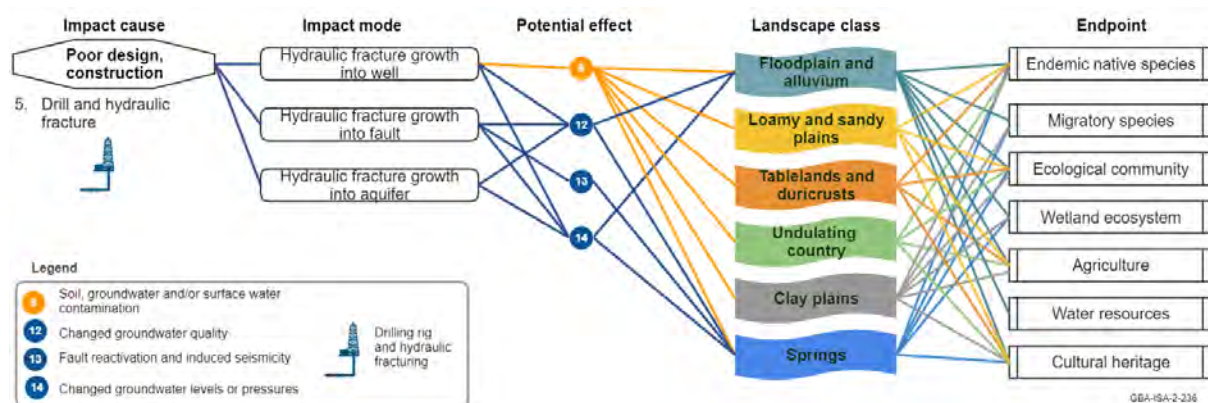 Impact cause
Impact mode
Potential effect
Landscape class
Endpoint
Poor design,
construction
5. Drill and hydraulic
fracture
Hydraulic fracture growth
into well
Hydraulic fracture growth
into fault
Hydraulic fracture growth
into aquifer
12
13
14
Floodplain and
alluvium
Loamy and sandy
plains
Tablelands and
duricrusts
Undulating
country
Clay plains
Springs
Endemic native species
Migratory species
Ecological community
Wetland ecosystem
Agriculture
Water resources
Cultural heritage
Legend
Soil, groundwater and/or surface water
contamination
12 Changed groundwater quality
13 Fault reactivation and induced seismicity
14 Changed groundwater levels or pressures
Drilling rig
and hydraulic
fracturing
GBA-ISA-2-236